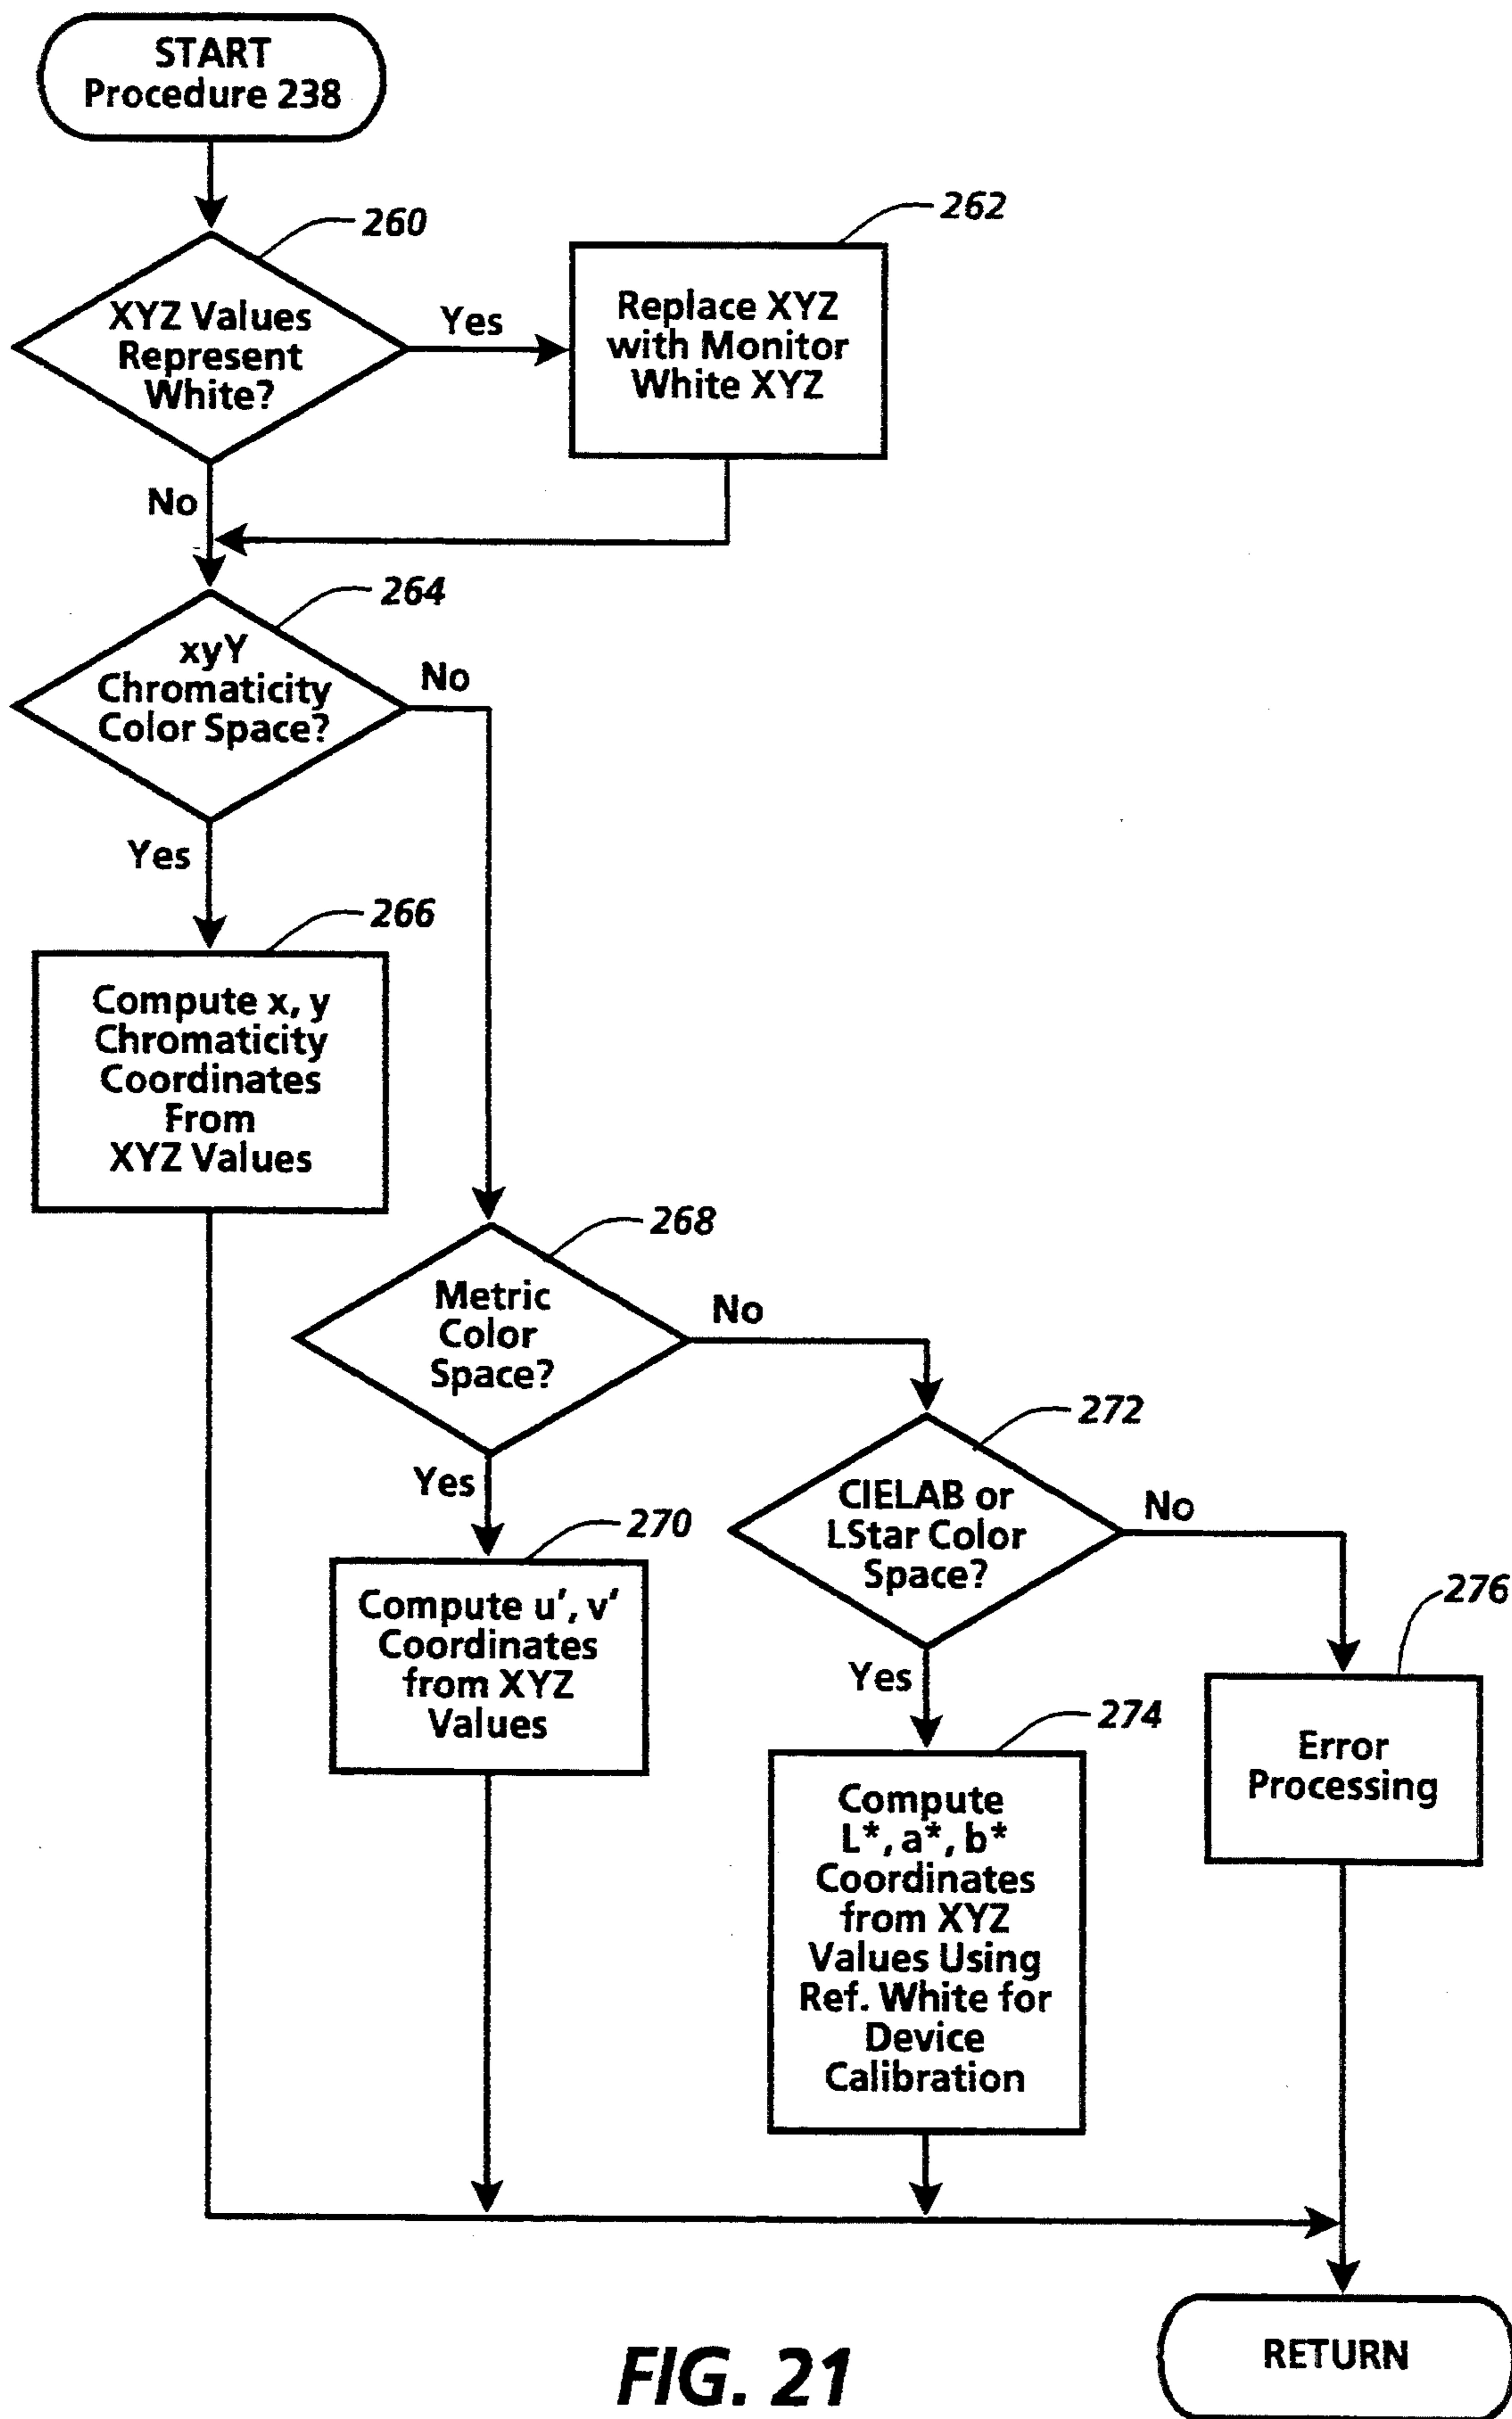 START
Procedure 238
260
262
XYZ Values
Represent
White?
Yes
Replace XYZ
with Monitor
White XYZ
No
264
xyY
Chromaticity
Color Space?
No
Yes
266
Compute x, y
Chromaticity
Coordinates
From
XYZ Values
268
Metric
Color
Space?
No
Yes
272
CIELAB or
LStar Color
Space?
No
270
Compute u', v'
Coordinates
from XYZ
Values
Yes
276
Error
Processing
274
Compute
L*, a*, b*
Coordinates
from XYZ
Values Using
Ref. White for
Device
Calibration
RETURN
FIG. 21